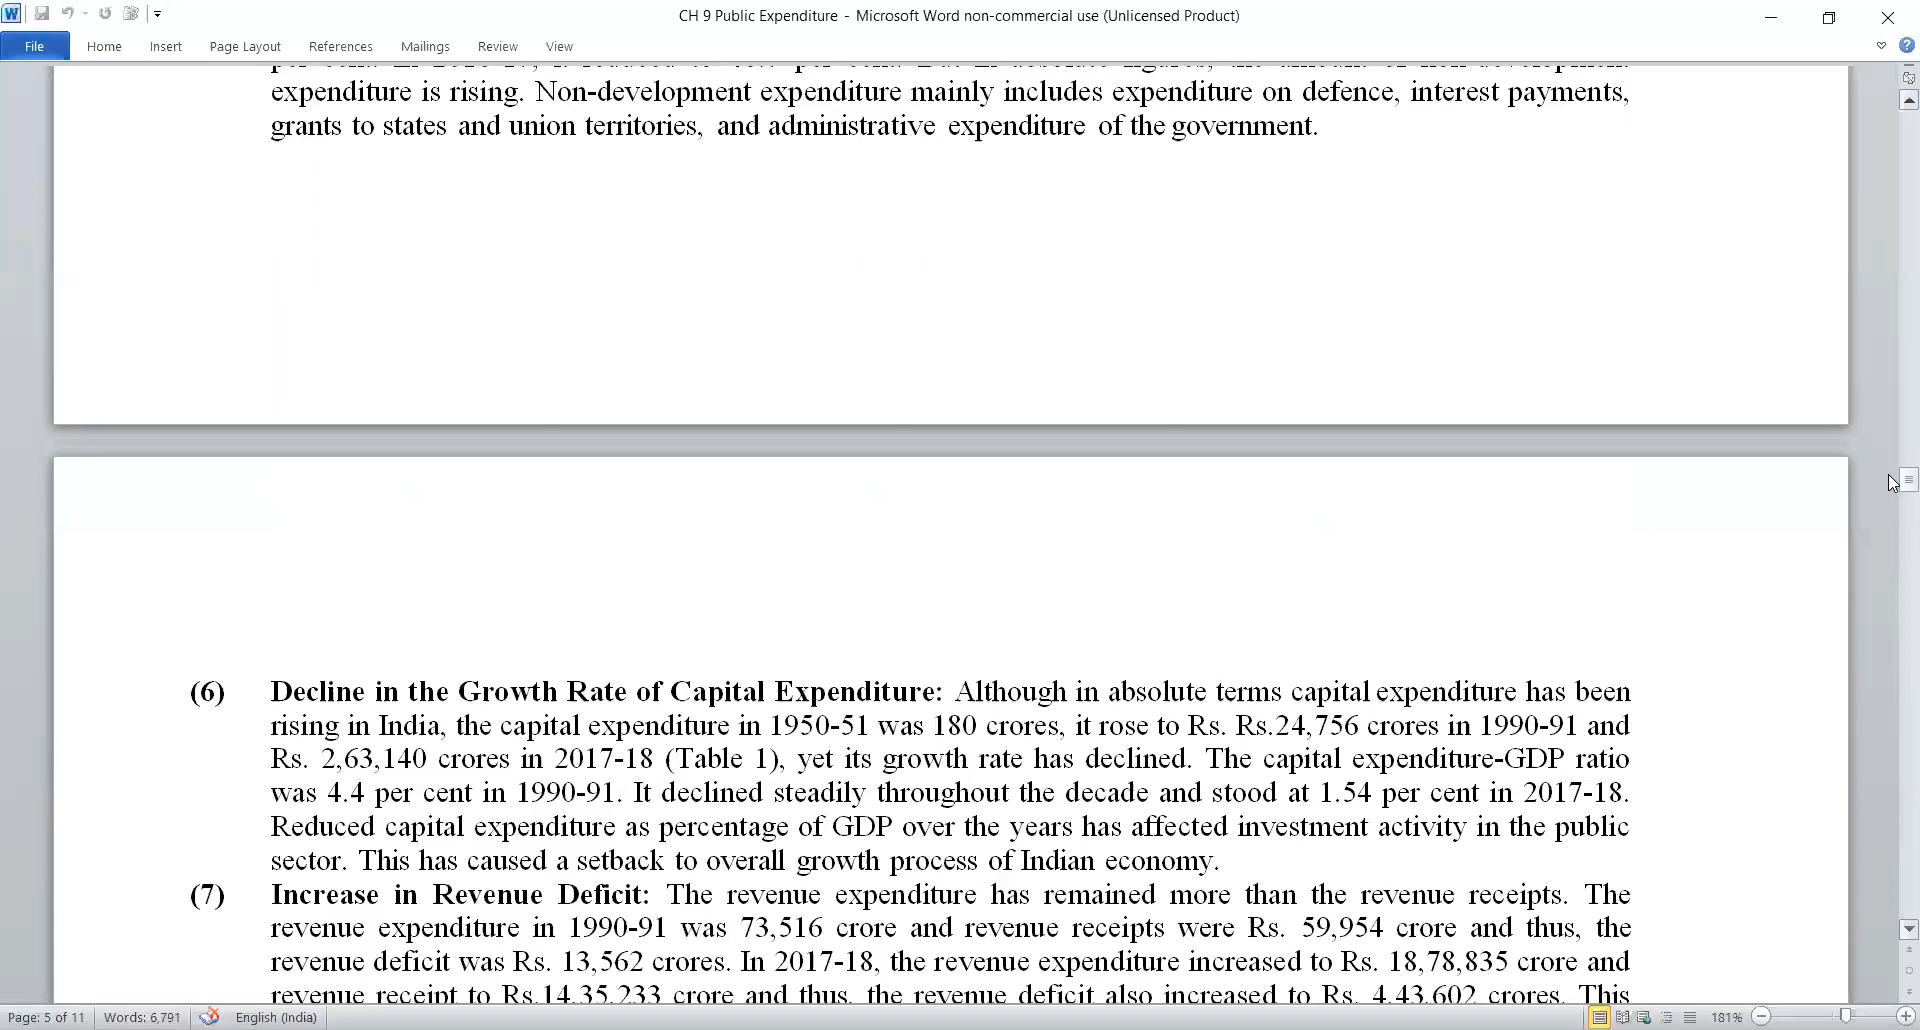 CH 9 Public Expenditure - Microsoft Word non-commercial use (Unlicensed Product)
File Home Insert Page Layout References Mailings Review View
expenditure is rising. Non-development expenditure mainly includes expenditure on defence, interest payments,
grants to states and union territories, and administrative expenditure of the government.
(6) Decline in the Growth Rate of Capital Expenditure: Although in absolute terms capital expenditure has been
rising in India, the capital expenditure in 1950-51 was 180 crores, it rose to Rs. Rs.24,756 crores in 1990-91 and
Rs. 2,63,140 crores in 2017-18 (Table 1), yet its growth rate has declined. The capital expenditure-GDP ratio
was 4.4 per cent in 1990-91. It declined steadily throughout the decade and stood at 1.54 per cent in 2017-18.
Reduced capital expenditure as percentage of GDP over the years has affected investment activity in the public
sector. This has caused a setback to overall growth process of Indian economy.
(7) Increase in Revenue Deficit: The revenue expenditure has remained more than the revenue receipts. The
revenue expenditure in 1990-91 was 73,516 crore and revenue receipts were Rs. 59,954 crore and thus, the
revenue deficit was Rs. 13,562 crores. In 2017-18, the revenue expenditure increased to Rs. 18,78,835 crore and
revenue receipt to Rs.14,35,233 crore and thus, the revenue deficit also increased to Rs. 4,43,602 crores. This
Page: 5 of 11 Words: 6,791 English (India) 181%